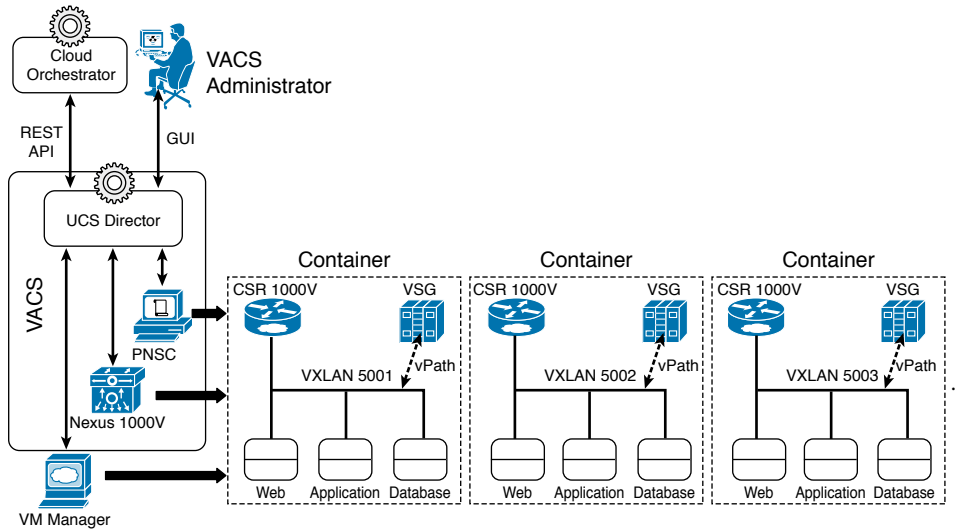 Cloud
Orchestrator
VACS
Administrator
REST
API
GUI
UCS Director
VACS
PNSC
Nexus 1000V
VM Manager
Container
CSR 1000V
VSG
vPath
VXLAN 5001
Web
Application
Database
Container
CSR 1000V
VSG
vPath
VXLAN 5002
Web
Application
Database
Container
CSR 1000V
VSG
vPath
VXLAN 5003
Web
Application
Database
.